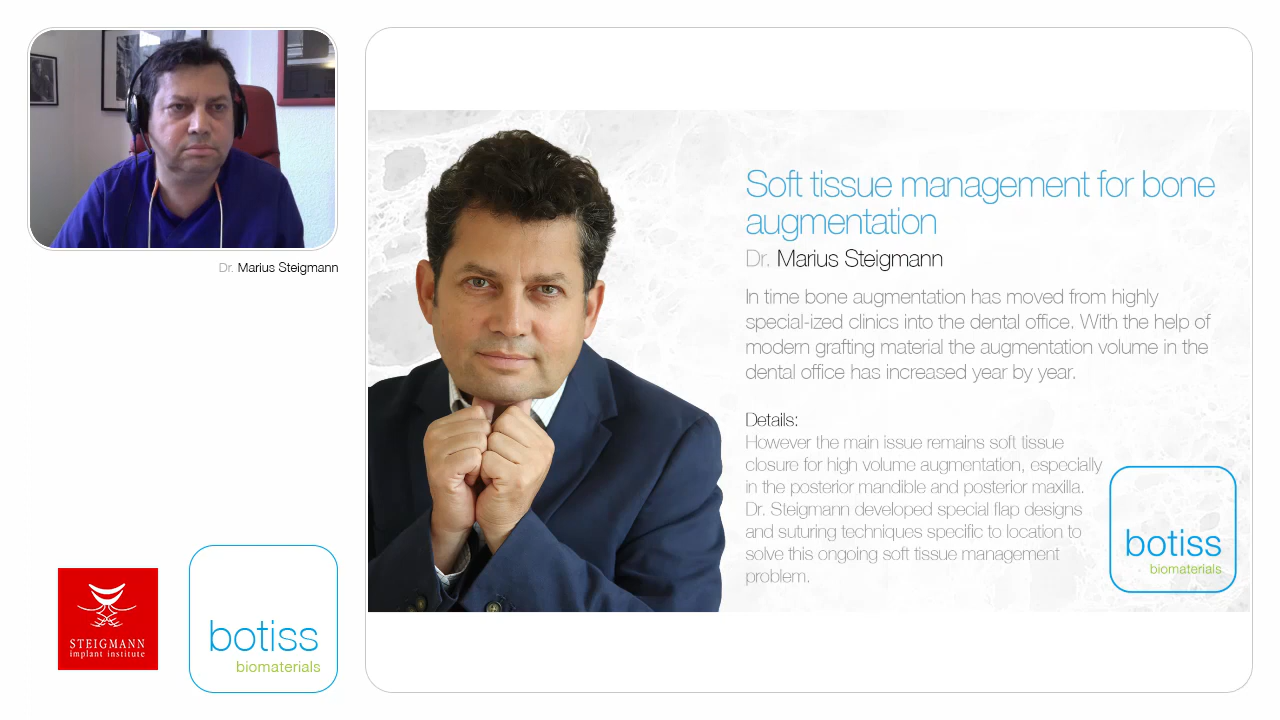 Dr. Marius Steigmann
STEIGMANN
implant institute
botiss
biomaterials
Soft tissue management for bone
augmentation
Dr. Marius Steigmann
In time bone augmentation has moved from highly
special-ized clinics into the dental office. With the help of
modern grafting material the augmentation volume in the
dental office has increased year by year.
Details:
However the main issue remains soft tissue
closure for high volume augmentation, especially
in the posterior mandible and posterior maxilla.
Dr. Steigmann developed special flap designs
and suturing techniques specific to location to
solve this ongoing soft tissue management
problem.
botiss
biomaterials